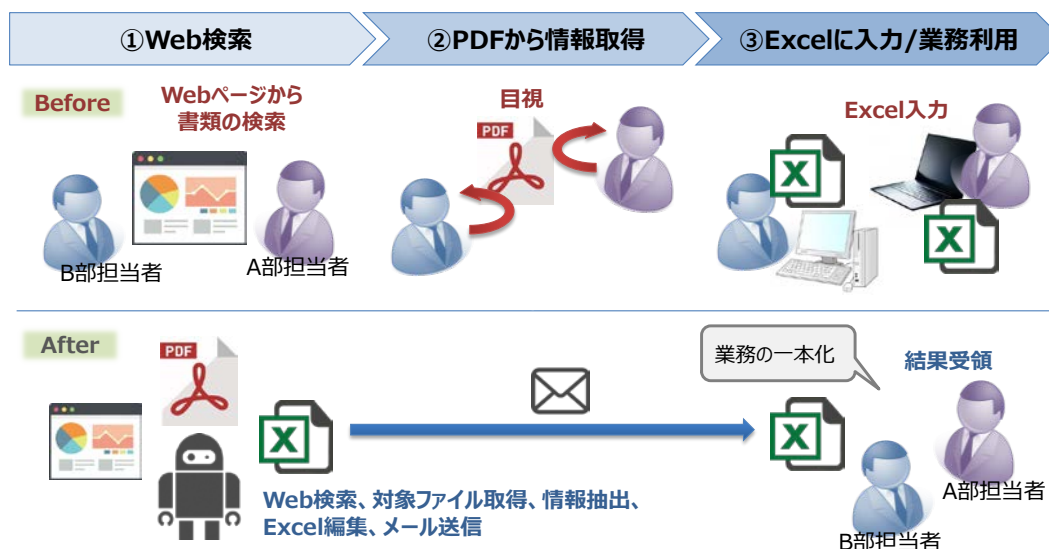 ①Web検索
②PDFから情報取得
③Excelに入力/業務利用
Before
Webページから
書類の検索
B部担当者
A部担当者
目視
PDF
Excel入力
X
X
After
PDF
X
Web検索、対象ファイル取得、情報抽出、
Excel編集、メール送信
業務の一本化
結果受領
X
A部担当者
B部担当者